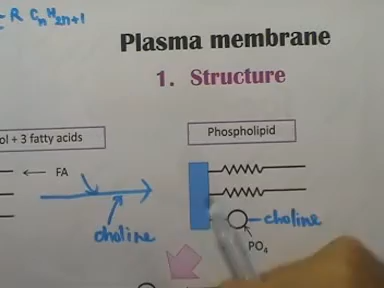 - R CnH2n+1
Plasma membrane
1. Structure
ol + 3 fatty acids
Phospholipid
FA
choline
choline
PO4